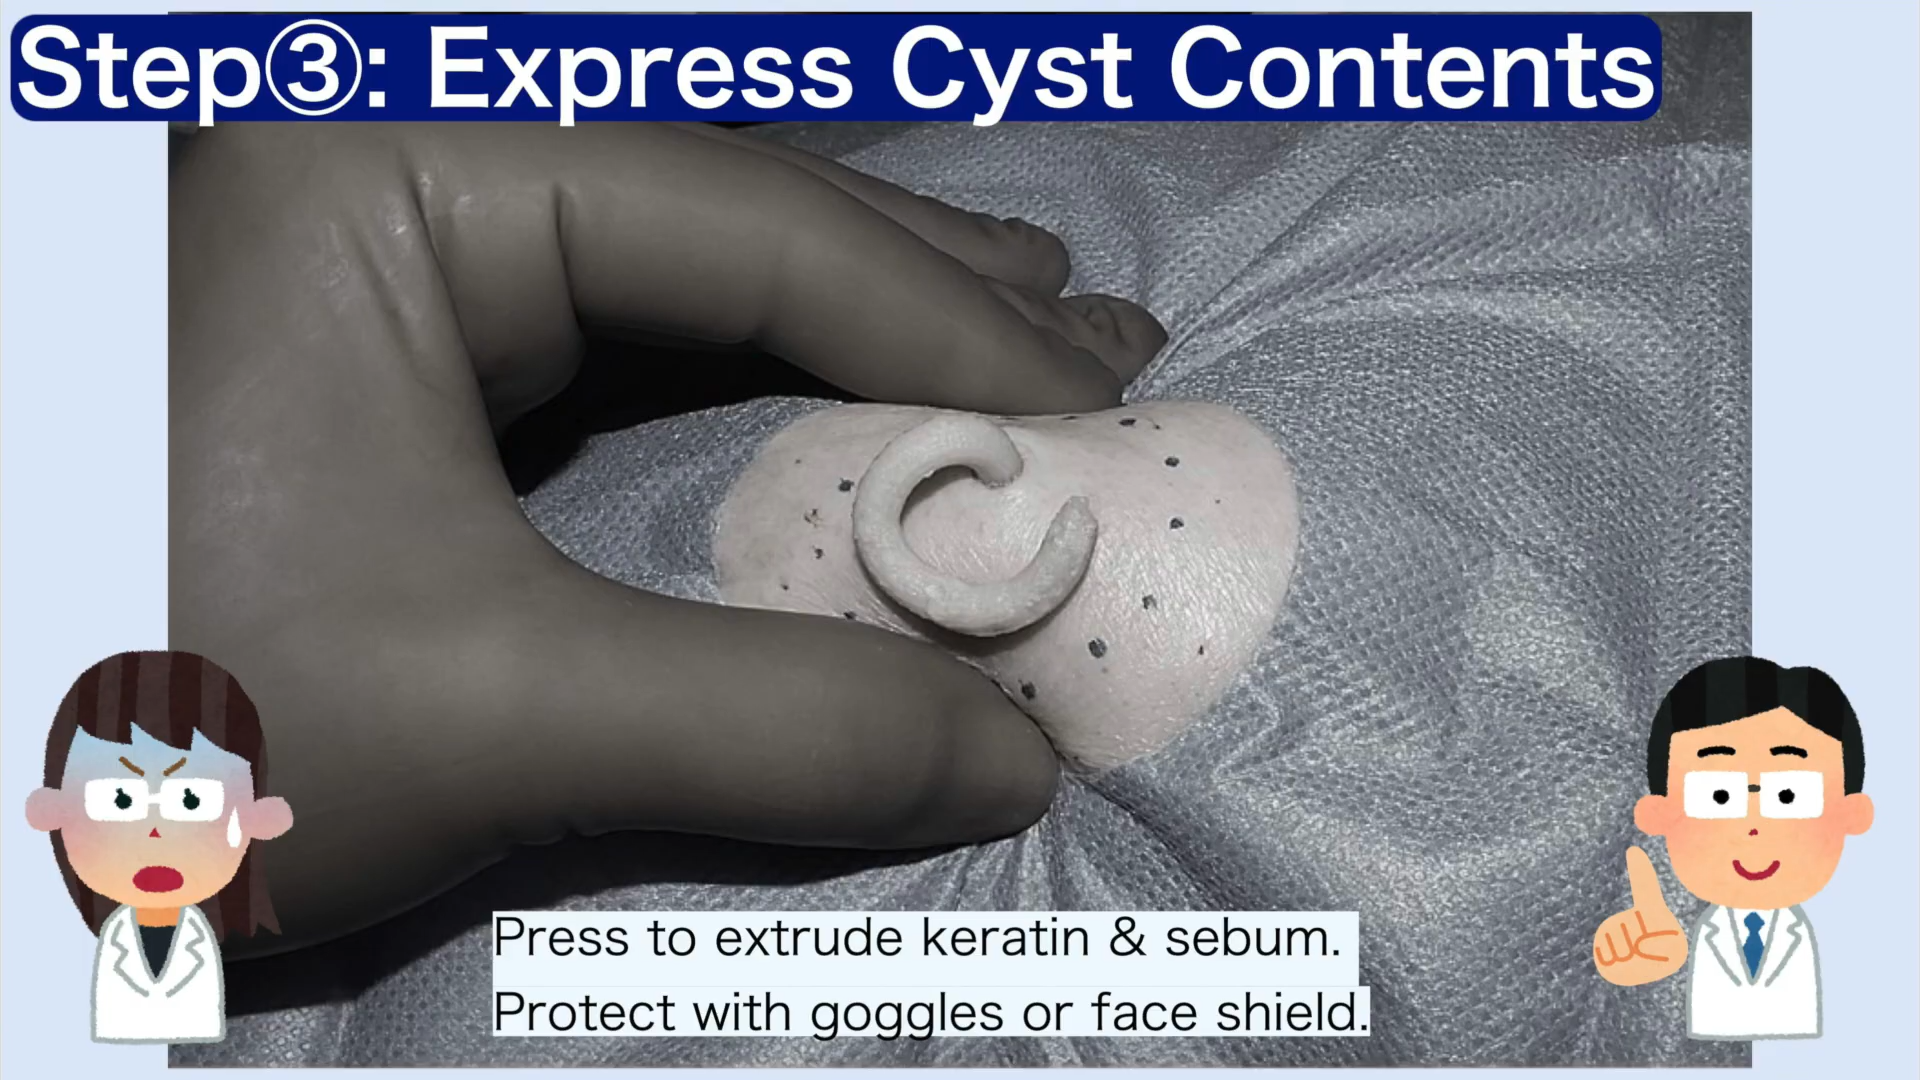 Step③: Express Cyst Contents
Press to extrude keratin & sebum.
Protect with goggles or face shield.